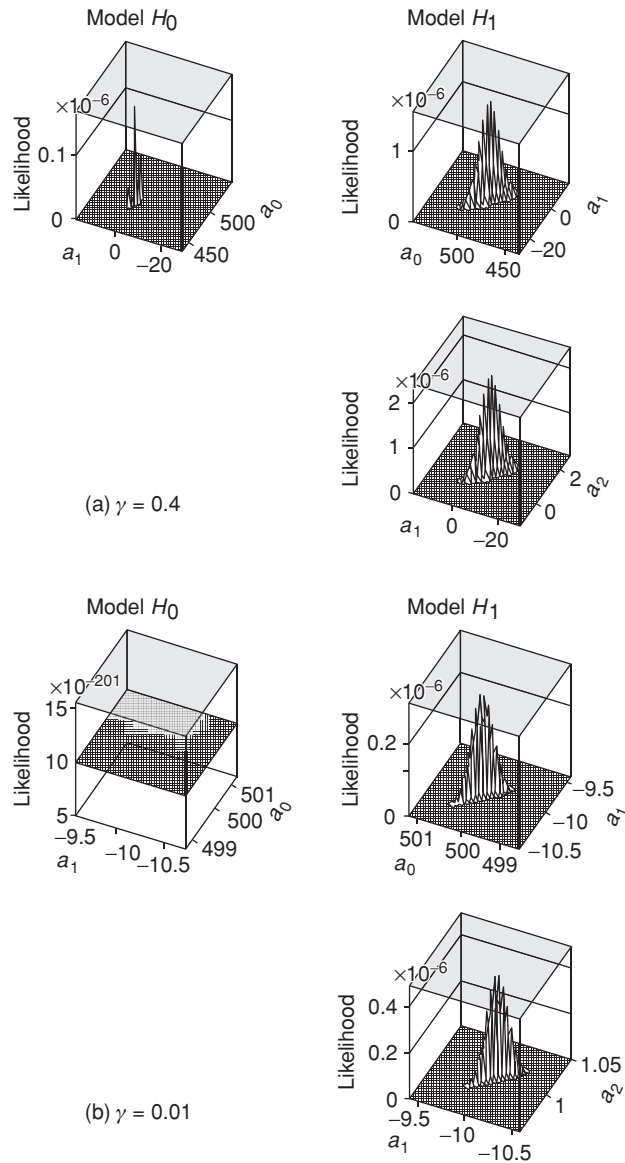 Model H0
Model H1
×10−6
Likelihood
0.1
0
a1
0
−20
450
500
a0
×10−6
Likelihood
1
0
a0
500
450
−20
0
a1
×10−6
Likelihood
2
1
0
a1
0
−20
0
2
a2
(a) γ = 0.4
Model H0
Model H1
×10−201
Likelihood
15
10
5
−9.5
−10
−10.5
a1
499
500
501
a0
×10−6
Likelihood
0.2
0
501
500
499
a0
−10.5
−10
−9.5
a1
×10−6
Likelihood
0.4
0.2
0
−9.5
−10
−10.5
a1
1
1.05
a2
(b) γ = 0.01